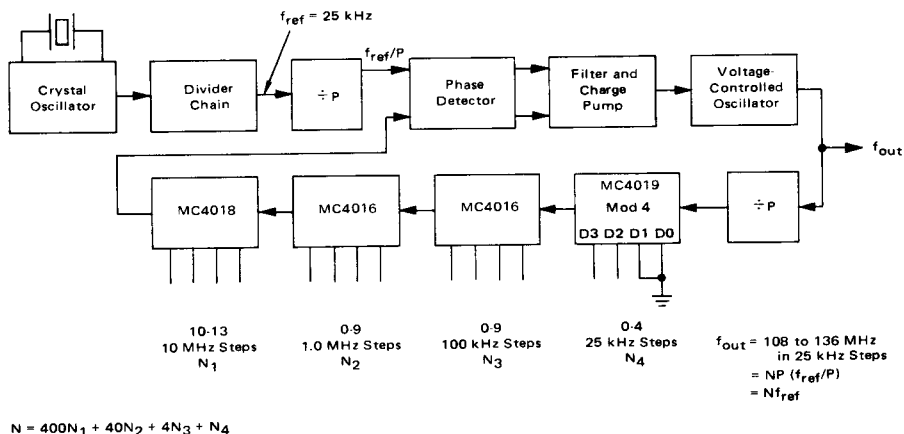 f_ref = 25 kHz
f_ref/P
Crystal
Oscillator
Divider
Chain
÷P
Phase
Detector
Filter and
Charge
Pump
Voltage-
Controlled
Oscillator
f_out
MC4018
MC4016
MC4016
MC4019
Mod 4
D3 D2 D1 D0
÷P
10-13
10 MHz Steps
N₁
0-9
1.0 MHz Steps
N₂
0-9
100 kHz Steps
N₃
0-4
25 kHz Steps
N₄
f_out = 108 to 136 MHz
in 25 kHz Steps
= NP (f_ref/P)
= Nf_ref
N = 400N₁ + 40N₂ + 4N₃ + N₄